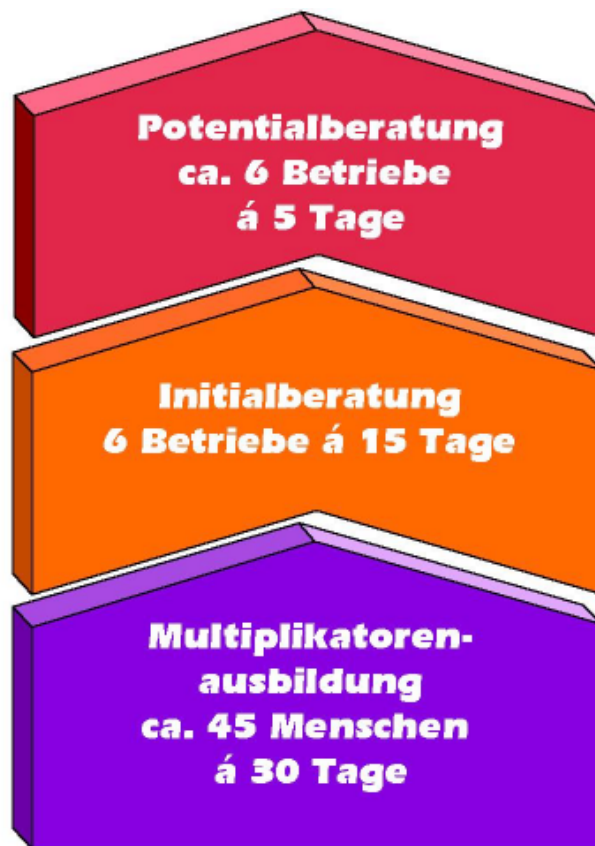 Potentialberatung
ca. 6 Betriebe
á 5 Tage
Initialberatung
6 Betriebe á 15 Tage
Multiplikatoren-
ausbildung
ca. 45 Menschen
á 30 Tage